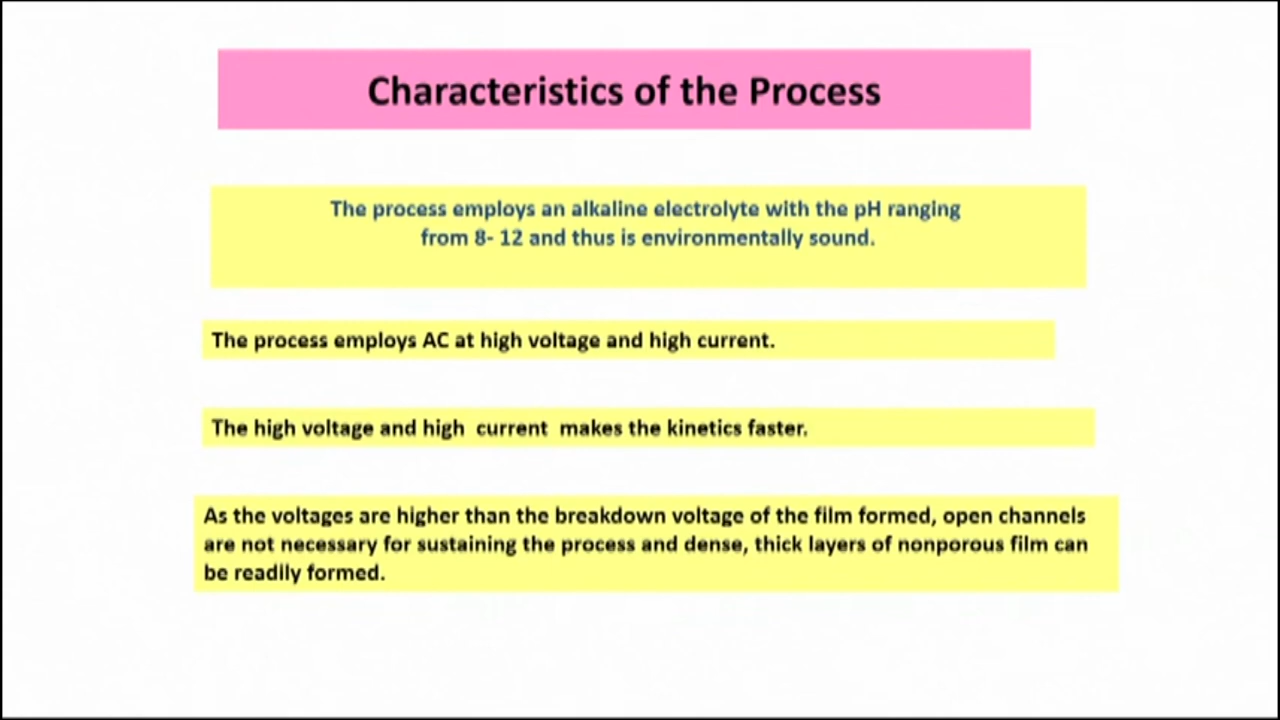 Characteristics of the Process
The process employs an alkaline electrolyte with the pH ranging
from 8- 12 and thus is environmentally sound.
The process employs AC at high voltage and high current.
The high voltage and high  current  makes the kinetics faster.
As the voltages are higher than the breakdown voltage of the film formed, open channels
are not necessary for sustaining the process and dense, thick layers of nonporous film can
be readily formed.